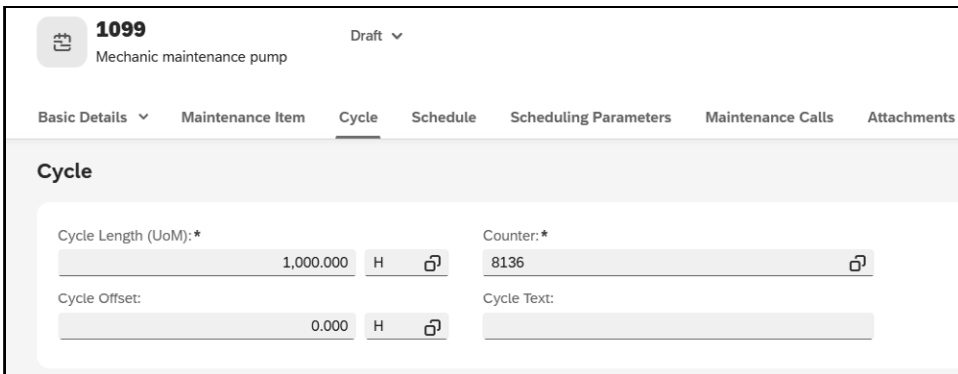 1099
Draft
Mechanic maintenance pump
Basic Details Maintenance Item Cycle Schedule Scheduling Parameters Maintenance Calls Attachments
Cycle
Cycle Length (UoM):* Counter:*
1,000.000 H 8136
Cycle Offset: Cycle Text:
0.000 H